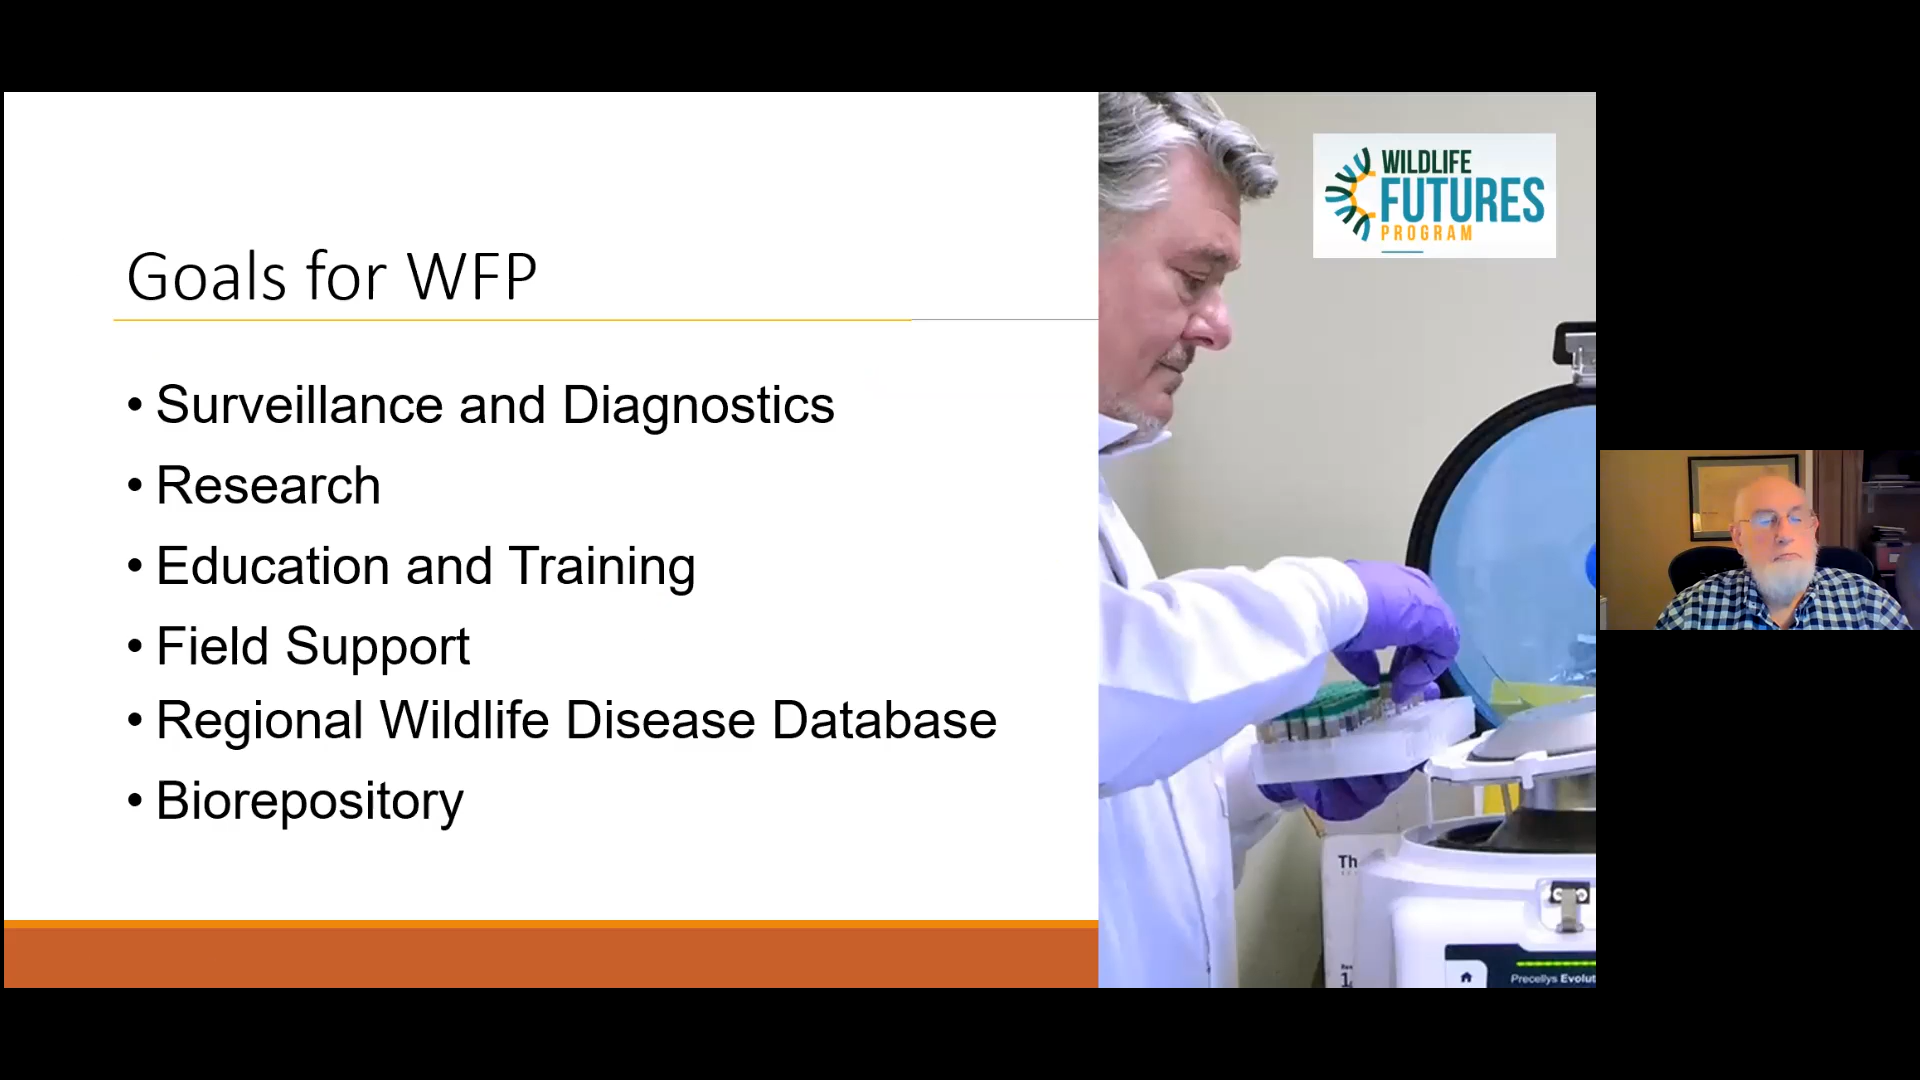 Goals for WFP
• Surveillance and Diagnostics
• Research
• Education and Training
• Field Support
• Regional Wildlife Disease Database
• Biorepository
WILDLIFE
FUTURES
PROGRAM
Th
1
Precellys Evolut